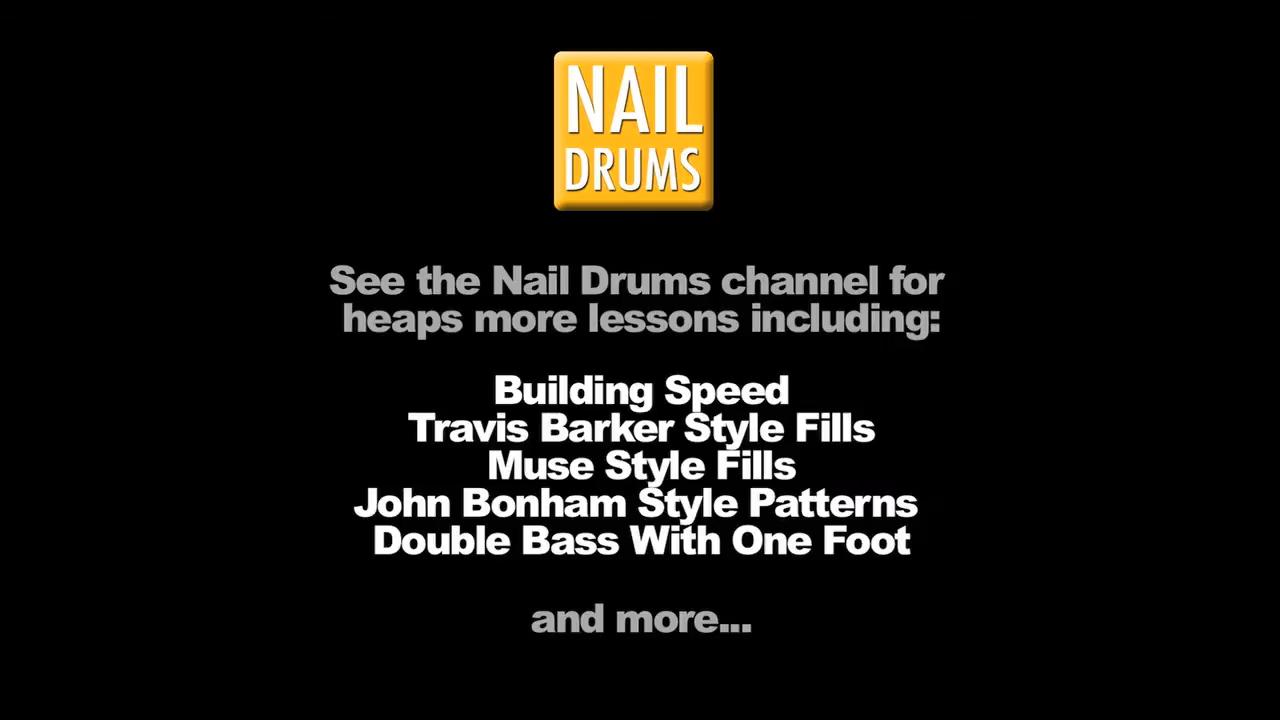 NAIL
DRUMS
See the Nail Drums channel for
heaps more lessons including:
Building Speed
Travis Barker Style Fills
Muse Style Fills
John Bonham Style Patterns
Double Bass With One Foot
and more...